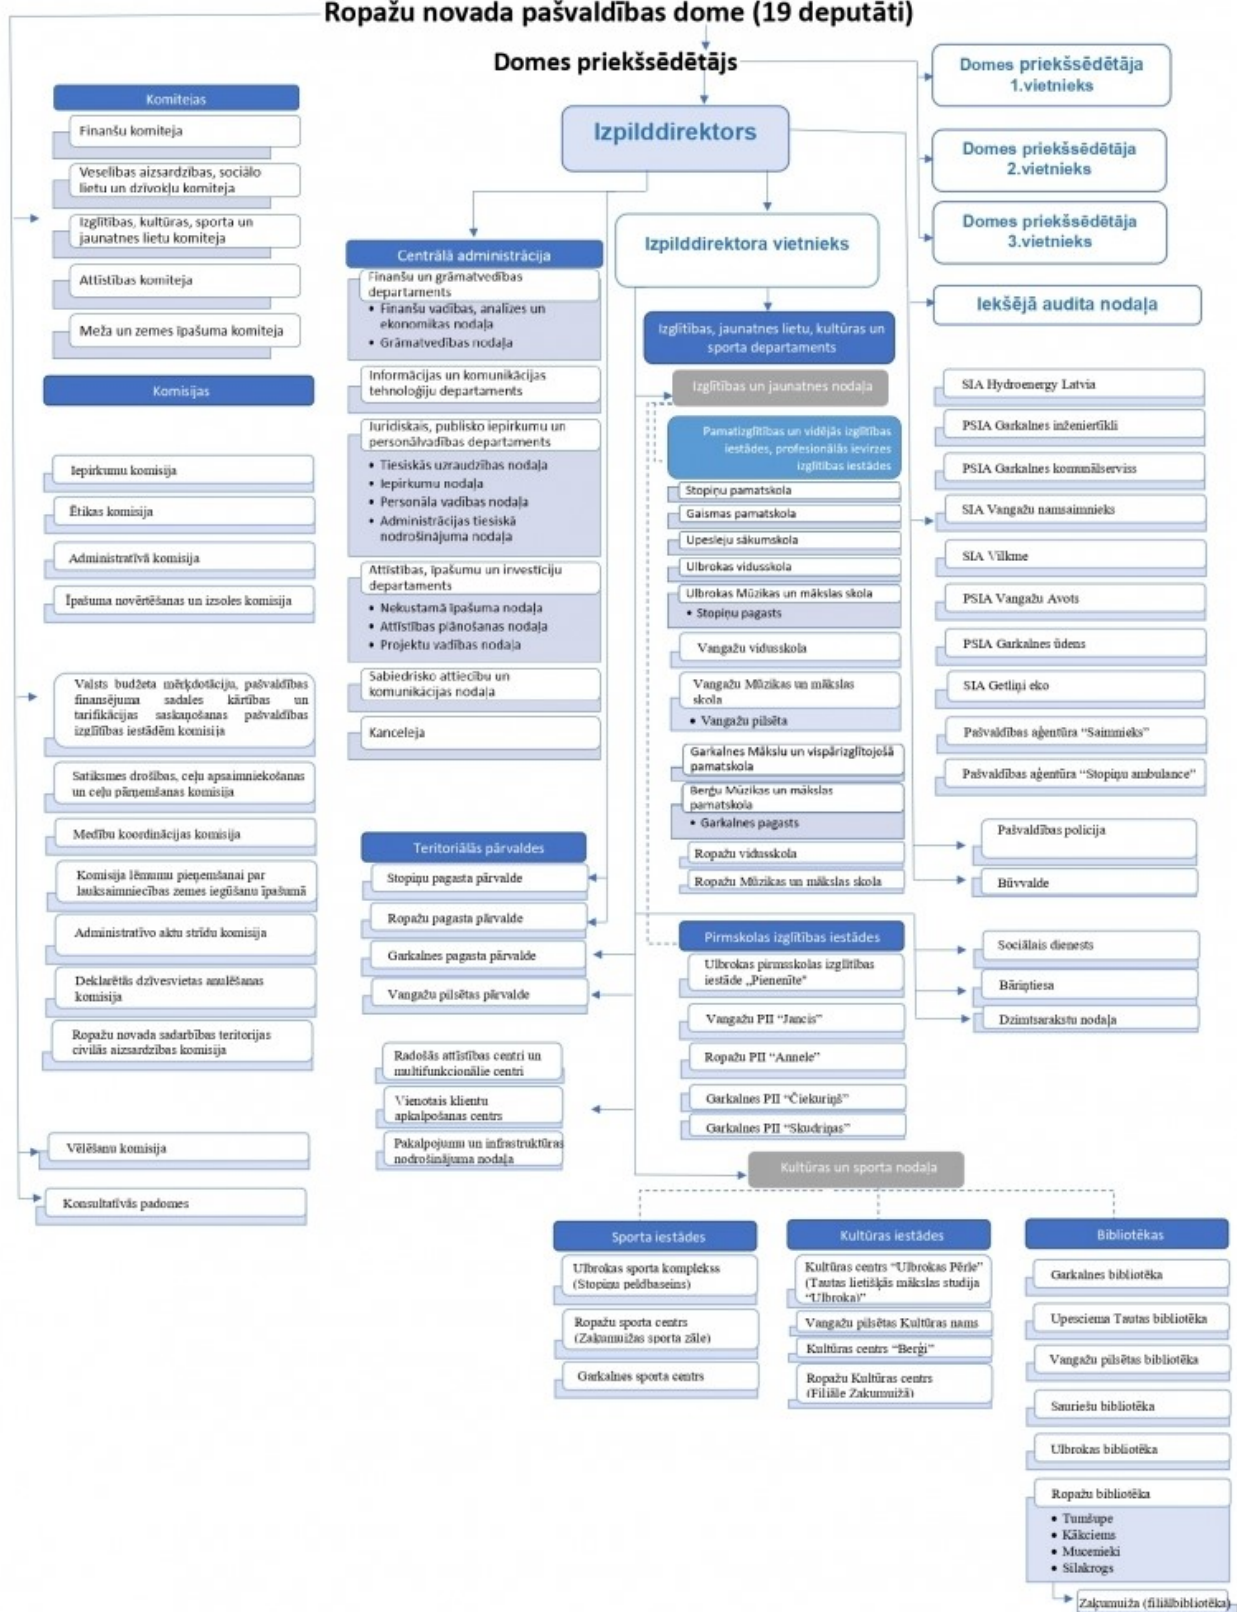 Ropažu novada pašvaldības dome (19 deputāti)
Domes priekšsēdētājs
Domes priekšsēdētāja
1.vietnieks
Domes priekšsēdētāja
2.vietnieks
Domes priekšsēdētāja
3.vietnieks
Izpilddirektors
Izpilddirektora vietnieks
Iekšējā audita nodaļa
Komitejas
Finanšu komiteja
Veselības aizsardzības, sociālo
lietu un dzīvokļu komiteja
Izglītības, kultūras, sporta un
jaunatnes lietu komiteja
Attīstības komiteja
Meža un zemes īpašuma komiteja
Komisijas
Iepirkumu komisija
Ētikas komisija
Administratīvā komisija
Īpašuma novērtēšanas un izsoles komisija
Valsts budžeta mērķdotāciju, pašvaldības
finansējuma sadales kārtības un
tarifikācijas saskaņošanas pašvaldības
izglītības iestādēm komisija
Satiksmes drošības, ceļu apsaimniekošanas
un ceļu pārņemšanas komisija
Medību koordinācijas komisija
Komisija lēmumu pieņemšanai par
lauksaimniecības zemes iegūšanu īpašumā
Administratīvo aktu strīdu komisija
Deklarētās dzīvesvietas anulēšanas
komisija
Ropažu novada sadarbības teritorijas
civilās aizsardzības komisija
Vēlēšanu komisija
Konsultatīvās padomes
Centrālā administrācija
Finanšu un grāmatvedības
departaments
• Finanšu vadības, analīzes un
ekonomikas nodaļa
• Grāmatvedības nodaļa
Informācijas un komunikācijas
tehnoloģiju departaments
Juridiskais, publisko iepirkumu un
personālvadības departaments
• Tiesiskās uzraudzības nodaļa
• Iepirkumu nodaļa
• Personāla vadības nodaļa
• Administrācijas tiesiskā
nodrošinājuma nodaļa
Attīstības, īpašumu un investīciju
departaments
• Nekustamā īpašuma nodaļa
• Attīstības plānošanas nodaļa
• Projektu vadības nodaļa
Sabiedrisko attiecību un
komunikācijas nodaļa
Kanceleja
Teritoriālās pārvaldes
Stopiņu pagasta pārvalde
Ropažu pagasta pārvalde
Garkalnes pagasta pārvalde
Vangažu pilsētas pārvalde
Radošās attīstības centri un
multifunkcionālie centri
Vienotais klientu
apkalpošanas centrs
Pakalpojumu un infrastruktūras
nodrošinājuma nodaļa
Izglītības, jaunatnes lietu, kultūras un
sporta departaments
Izglītības un jaunatnes nodaļa
Pamatizglītības un vidējās izglītības
iestādes, profesionālās ievirzes
izglītības iestādes
Stopiņu pamatskola
Gaismas pamatskola
Upesleju sākumskola
Ulbrokas vidusskola
Ulbrokas Mūzikas un mākslas skola
• Stopiņu pagasts
Vangažu vidusskola
Vangažu Mūzikas un mākslas
skola
• Vangažu pilsēta
Garkalnes Mākslu un vispārizglītojošā
pamatskola
Berģu Mūzikas un mākslas
pamatskola
• Garkalnes pagasts
Ropažu vidusskola
Ropažu Mūzikas un mākslas skola
Pirmskolas izglītības iestādes
Ulbrokas pirmsskolas izglītības
iestāde „Pienenīte"
Vangažu PII "Jancis"
Ropažu PII "Annele"
Garkalnes PII "Čiekuriņš"
Garkalnes PII "Skudriņas"
SIA Hydroenergy Latvia
PSIA Garkalnes inženiertīkli
PSIA Garkalnes komunālserviss
SIA Vangažu namsaimnieks
SIA Vilkme
PSIA Vangažu Avots
PSIA Garkalnes ūdens
SIA Getliņi eko
Pašvaldības aģentūra "Saimnieks"
Pašvaldības aģentūra "Stopiņu ambulance"
Pašvaldības policija
Būvvalde
Sociālais dienests
Bāriņtiesa
Dzimtsarakstu nodaļa
Kultūras un sporta nodaļa
Sporta iestādes
Ulbrokas sporta komplekss
(Stopiņu peldbaseins)
Ropažu sporta centrs
(Zaķumuižas sporta zāle)
Garkalnes sporta centrs
Kultūras iestādes
Kultūras centrs "Ulbrokas Pērle"
(Tautas lietišķās mākslas studija
"Ulbroka)"
Vangažu pilsētas Kultūras nams
Kultūras centrs "Berģi"
Ropažu Kultūras centrs
(Filiāle Zaķumuižā)
Bibliotēkas
Garkalnes bibliotēka
Upesciema Tautas bibliotēka
Vangažu pilsētas bibliotēka
Sauriešu bibliotēka
Ulbrokas bibliotēka
Ropažu bibliotēka
• Tumšupe
• Kākciems
• Mucenieki
• Silakrogs
Zaķumuiža (filiālbibliotēka)